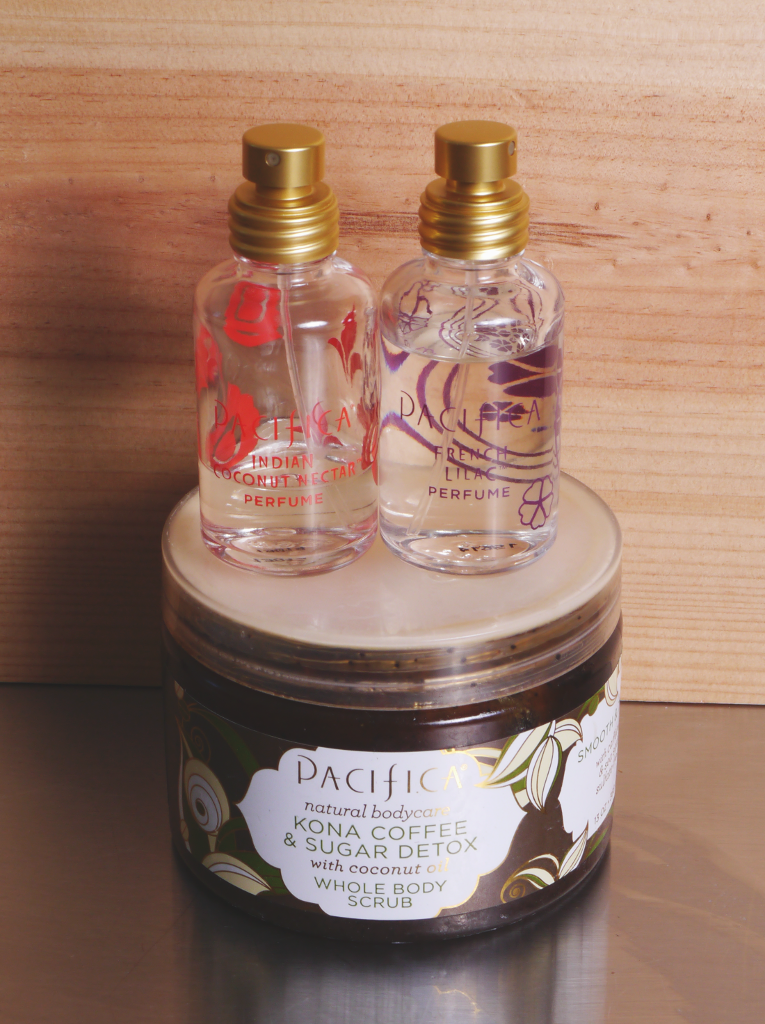 PACIFICA
INDIAN
COCONUT NECTAR
PERFUME
PACIFICA
FRENCH
LILAC
PERFUME
PACIFICA
natural bodycare
KONA COFFEE
& SUGAR DETOX
with coconut oil
WHOLE BODY
SCRUB
SMOOTH &